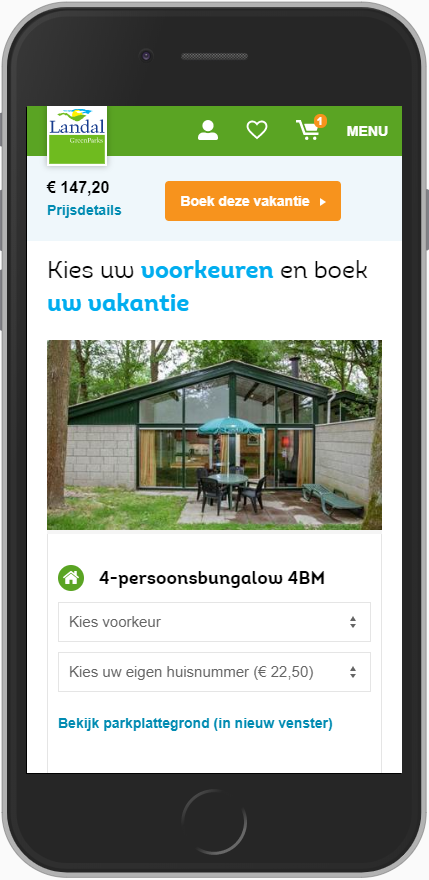 Landal
GreenParks
1
MENU
€ 147,20
Prijsdetails
Boek deze vakantie
Kies uw voorkeuren en boek
uw vakantie
4-persoonsbungalow 4BM
Kies voorkeur
Kies uw eigen huisnummer (€ 22,50)
Bekijk parkplattegrond (in nieuw venster)